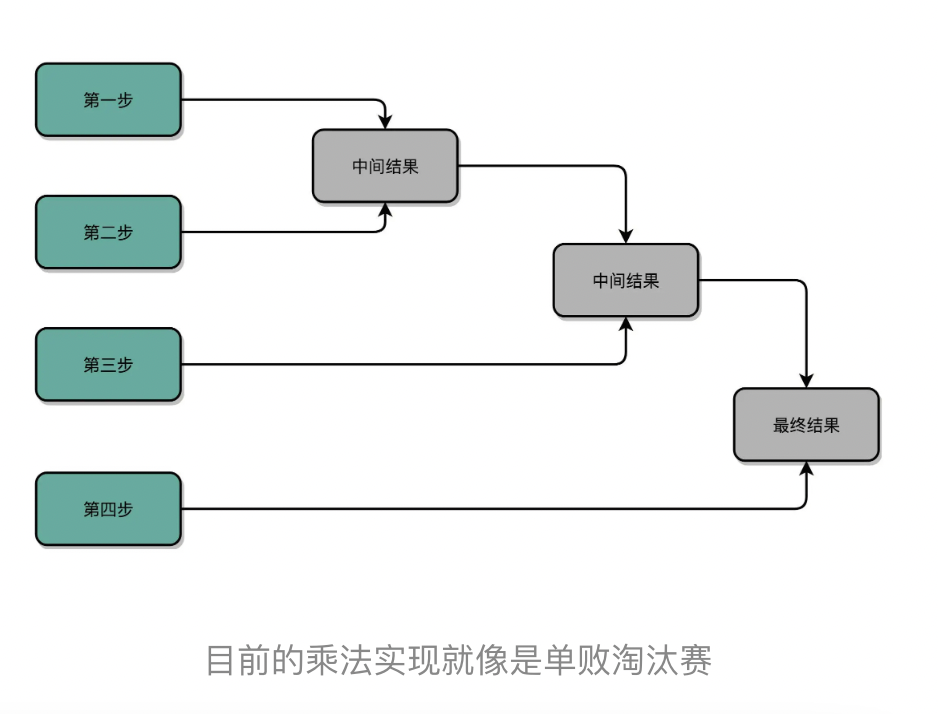 第一步
中间结果
第二步
中间结果
第三步
最终结果
第四步
目前的乘法实现就像是单败淘汰赛